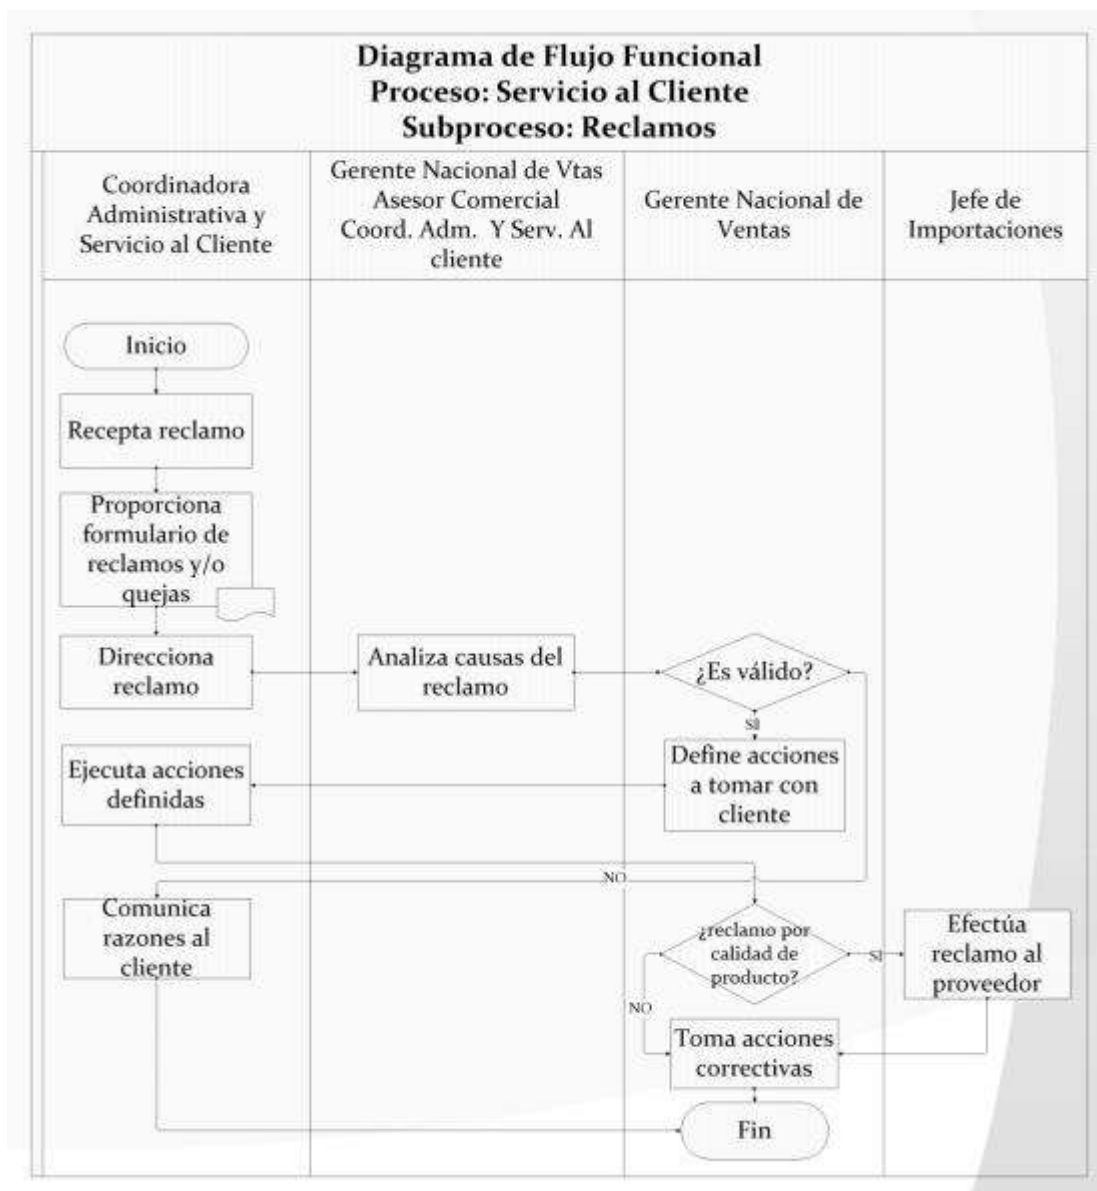 Diagrama de Flujo Funcional
Proceso: Servicio al Cliente
Subproceso: Reclamos
Coordinadora
Administrativa y
Servicio al Cliente
Gerente Nacional de Vtas
Asesor Comercial
Coord. Adm. Y Serv. Al
cliente
Gerente Nacional de
Ventas
Jefe de
Importaciones
Inicio
Recepta reclamo
Proporciona
formulario de
reclamos y/o
quejas
Direcciona
reclamo
Analiza causas del
reclamo
¿Es válido?
SI
Define acciones
a tomar con
cliente
Ejecuta acciones
definidas
NO
Comunica
razones al
cliente
¿reclamo por
calidad de
producto?
SI
Efectúa
reclamo al
proveedor
NO
Toma acciones
correctivas
Fin